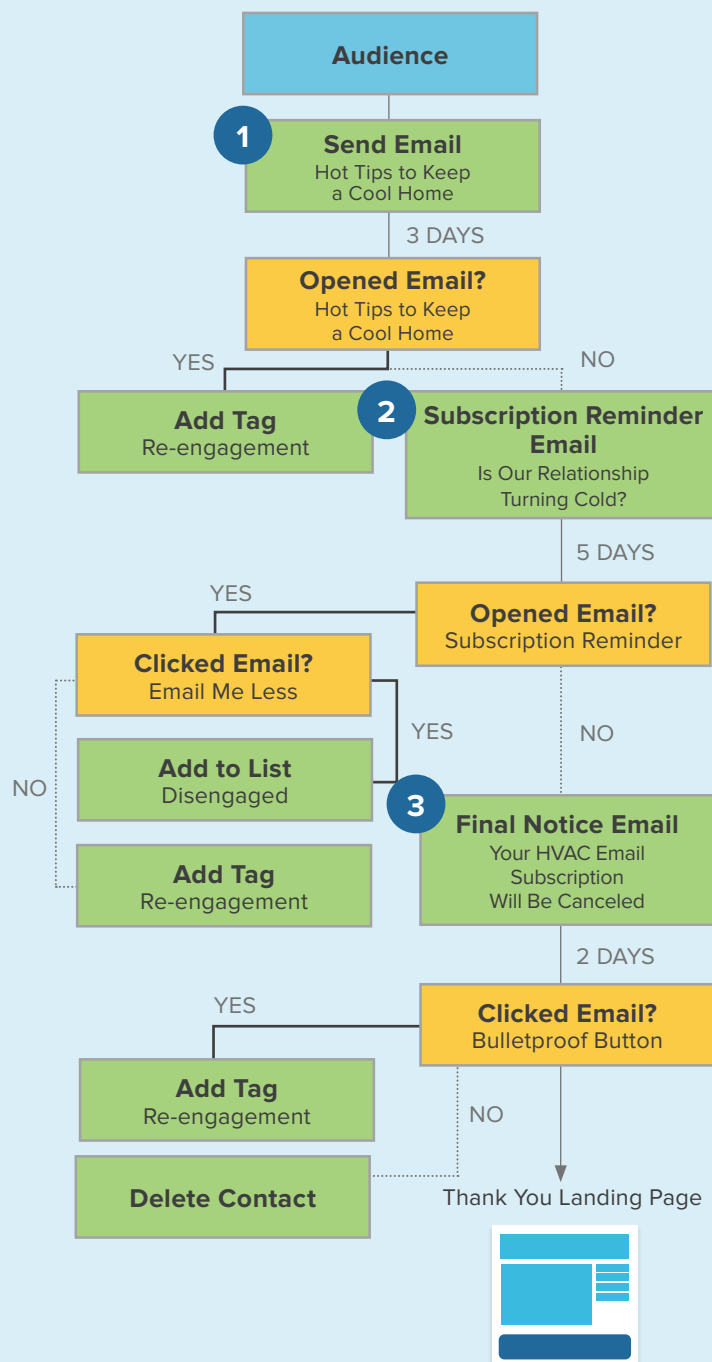 Audience
1
Send Email
Hot Tips to Keep
a Cool Home
3 DAYS
Opened Email?
Hot Tips to Keep
a Cool Home
YES
NO
Add Tag
Re-engagement
2
Subscription Reminder
Email
Is Our Relationship
Turning Cold?
5 DAYS
YES
Opened Email?
Subscription Reminder
Clicked Email?
Email Me Less
YES
NO
Add to List
Disengaged
NO
3
Final Notice Email
Your HVAC Email
Subscription
Will Be Canceled
Add Tag
Re-engagement
2 DAYS
YES
Clicked Email?
Bulletproof Button
Add Tag
Re-engagement
NO
Delete Contact
Thank You Landing Page